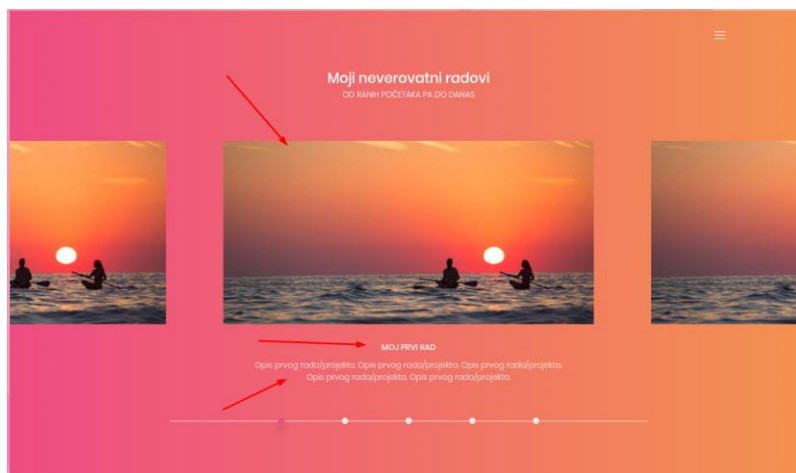 Moji neverovatni radovi
OD RANIH POČETAKA PA DO DANAS
MOJ PRVI RAD
Opis prvog rada/projekta. Opis prvog rada/projekta. Opis prvog rada/projekta.
Opis prvog rada/projekta. Opis prvog rada/projekta.